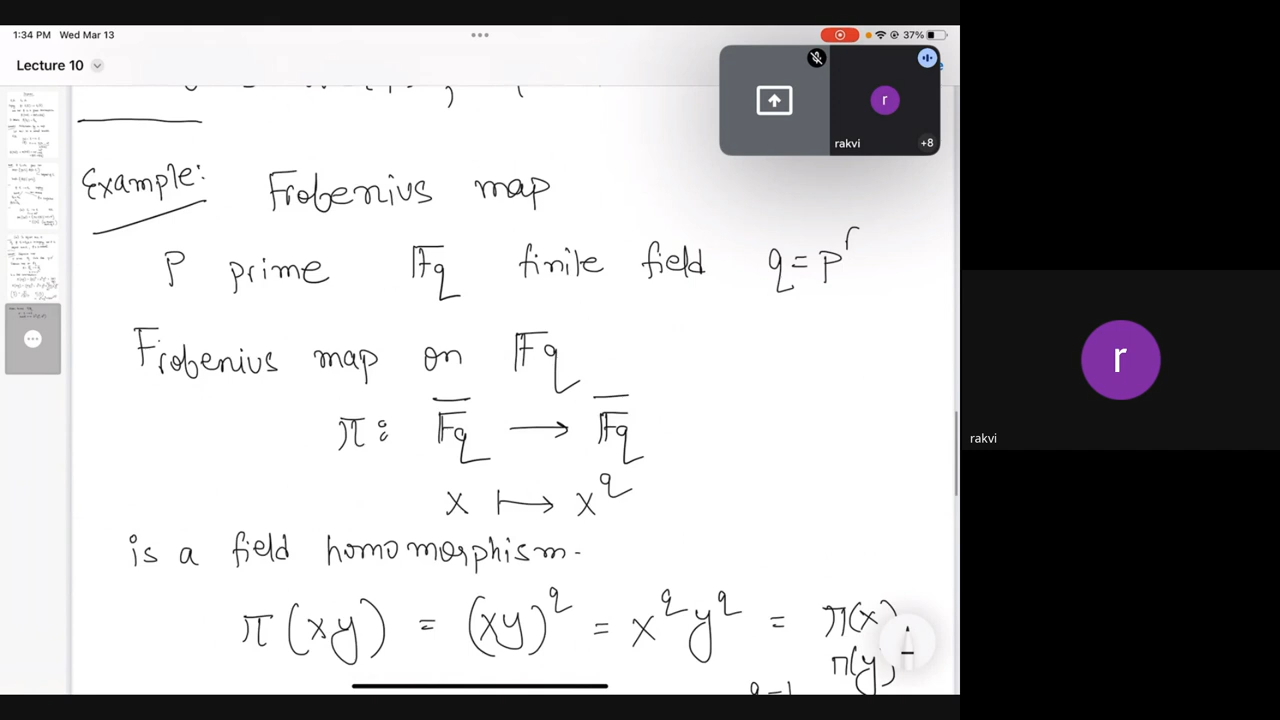 1:34 PM Wed Mar 13
37%
Lecture 10
r
rakvi
+8
Example: Frobenius map
p prime 𝔽q finite field q = p^r
Frobenius map on 𝔽q
π: 𝔽̅q → 𝔽̅q
x ↦ x^q
is a field homomorphism.
π(xy) = (xy)^q = x^q y^q = π(x)
π(y)
q-1
r
rakvi